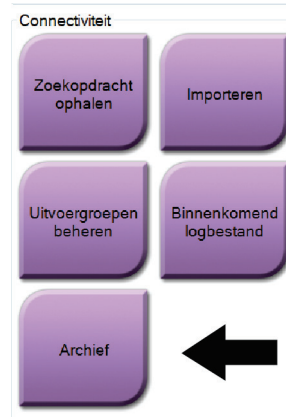 Connectiviteit
Zoekopdracht
ophalen
Importeren
Uitvoergroepen
beheren
Binnenkomend
logbestand
Archief